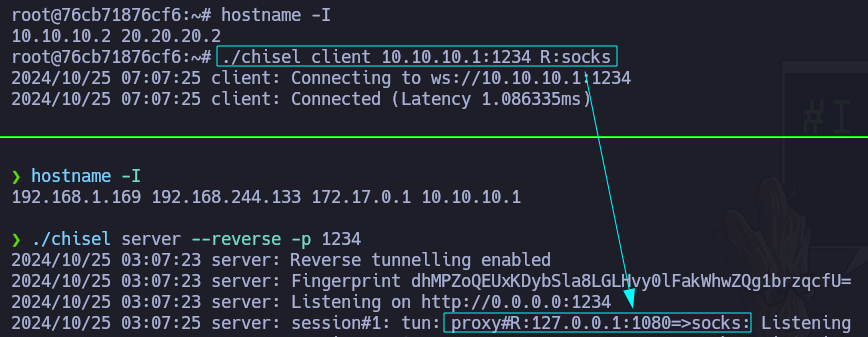 root@76cb71876cf6:~# hostname -I
10.10.10.2 20.20.20.2
root@76cb71876cf6:~# ./chisel client 10.10.10.1:1234 R:socks
2024/10/25 07:07:25 client: Connecting to ws://10.10.10.1:1234
2024/10/25 07:07:25 client: Connected (Latency 1.086335ms)
❯ hostname -I
192.168.1.169 192.168.244.133 172.17.0.1 10.10.10.1
❯ ./chisel server --reverse -p 1234
2024/10/25 03:07:23 server: Reverse tunnelling enabled
2024/10/25 03:07:23 server: Fingerprint dhMPZoQEUxKDybSla8LGLHvy0lFakWhwZQg1brzqcfU=
2024/10/25 03:07:23 server: Listening on http://0.0.0.0:1234
2024/10/25 03:07:25 server: session#1: tun: proxy#R:127.0.0.1:1080=>socks: Listening
#I